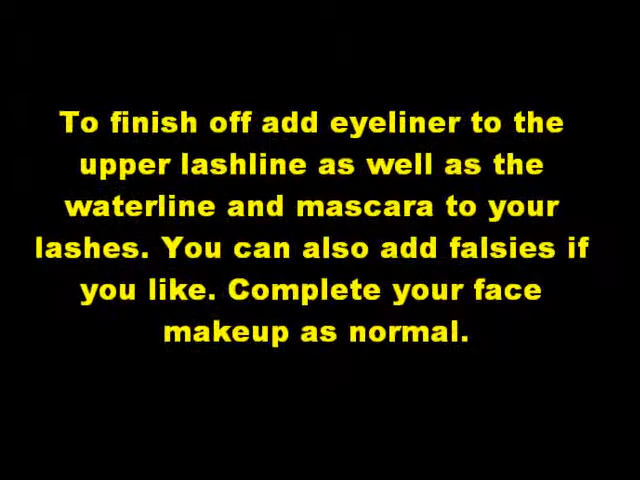 To finish off add eyeliner to the
upper lashline as well as the
waterline and mascara to your
lashes. You can also add falsies if
you like. Complete your face
makeup as normal.